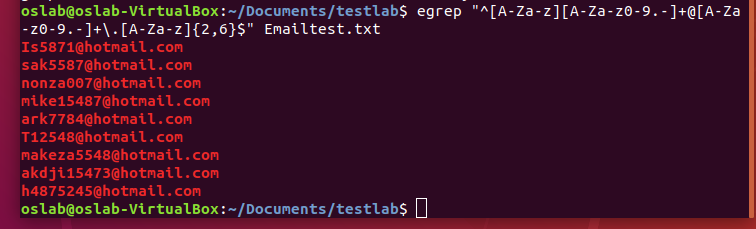 oslab@oslab-VirtualBox:~/Documents/testlab$ egrep "^[A-Za-z][A-Za-z0-9.-]+@[A-Za
-z0-9.-]+\.[A-Za-z]{2,6}$" Emailtest.txt
Is5871@hotmail.com
sak5587@hotmail.com
nonza007@hotmail.com
mike15487@hotmail.com
ark7784@hotmail.com
T12548@hotmail.com
makeza5548@hotmail.com
akdji15473@hotmail.com
h4875245@hotmail.com
oslab@oslab-VirtualBox:~/Documents/testlab$